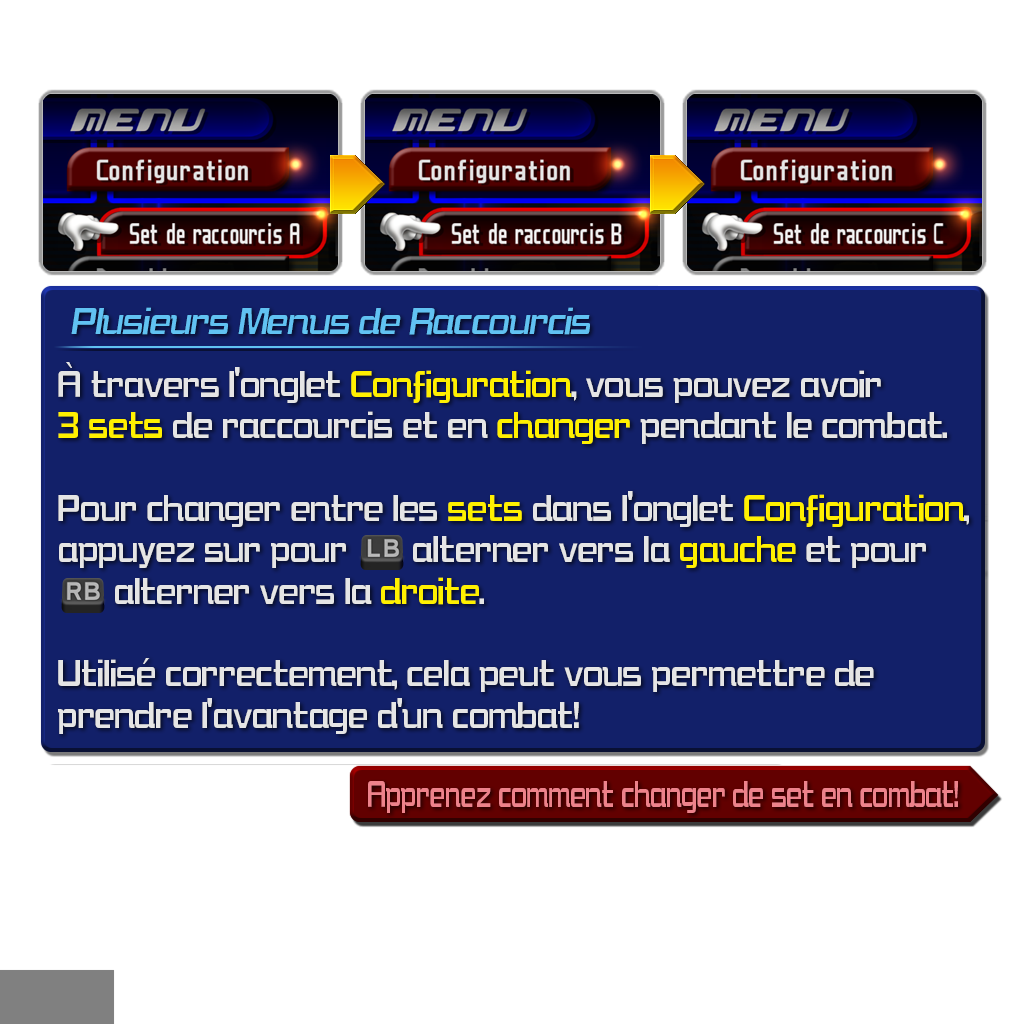 MENU
Configuration
Set de raccourcis A
MENU
Configuration
Set de raccourcis B
MENU
Configuration
Set de raccourcis C
Plusieurs Menus de Raccourcis
À travers l'onglet Configuration, vous pouvez avoir
3 sets de raccourcis et en changer pendant le combat.
Pour changer entre les sets dans l'onglet Configuration,
appuyez sur pour LB alterner vers la gauche et pour
RB alterner vers la droite.
Utilisé correctement, cela peut vous permettre de
prendre l'avantage d'un combat!
Apprenez comment changer de set en combat!